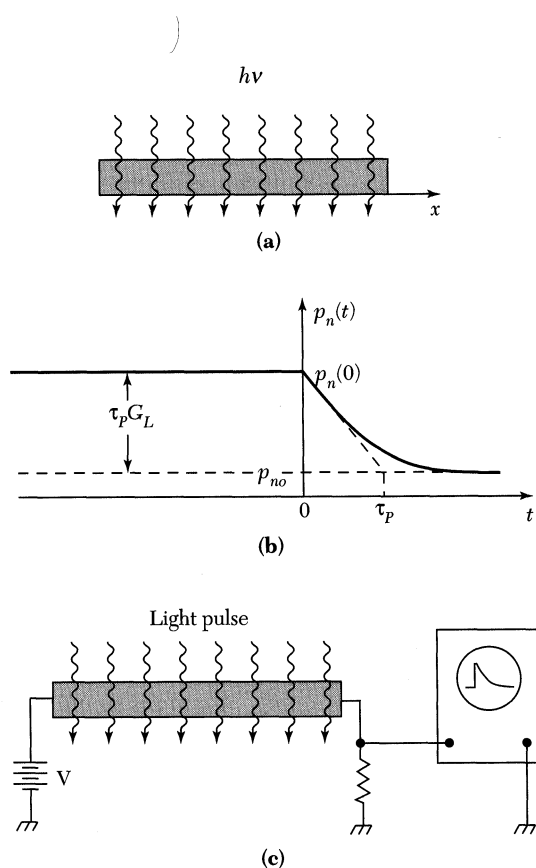 hν
x
(a)
p_n(t)
p_n(0)
τ_P G_L
p_no
0
τ_P
t
(b)
Light pulse
V
(c)